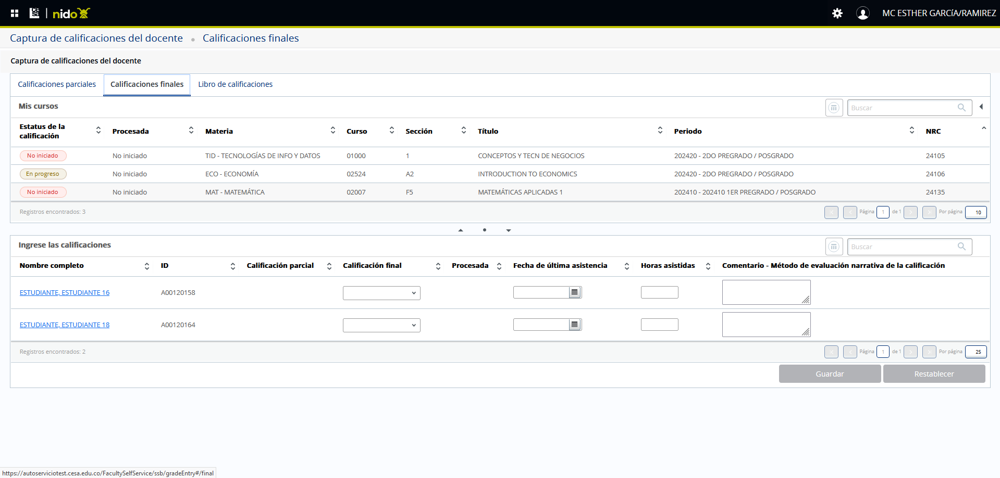 CESA | nido MC ESTHER GARCíA/RAMIREZ
Captura de calificaciones del docente • Calificaciones finales
Captura de calificaciones del docente
Calificaciones parciales Calificaciones finales Libro de calificaciones
Mis cursos Buscar
Estatus de la calificación Procesada Materia Curso Sección Título Periodo NRC
No iniciado No iniciado TID - TECNOLOGÍAS DE INFO Y DATOS 01000 1 CONCEPTOS Y TECN DE NEGOCIOS 202420 - 2DO PREGRADO / POSGRADO 24105
En progreso No iniciado ECO - ECONOMÍA 02524 A2 INTRODUCTION TO ECONOMICS 202420 - 2DO PREGRADO / POSGRADO 24106
No iniciado No iniciado MAT - MATEMÁTICA 02007 F5 MATEMÁTICAS APLICADAS 1 202410 - 202410 1ER PREGRADO / POSGRADO 24135
Registros encontrados: 3 Página 1 de 1 Por página 10
Ingrese las calificaciones Buscar
Nombre completo ID Calificación parcial Calificación final Procesada Fecha de última asistencia Horas asistidas Comentario - Método de evaluación narrativa de la calificación
ESTUDIANTE, ESTUDIANTE 16 A00120158
ESTUDIANTE, ESTUDIANTE 18 A00120164
Registros encontrados: 2 Página 1 de 1 Por página 25
Guardar Restablecer
https://autoserviciotest.cesa.edu.co/FacultySelfService/ssb/gradeEntry#/final